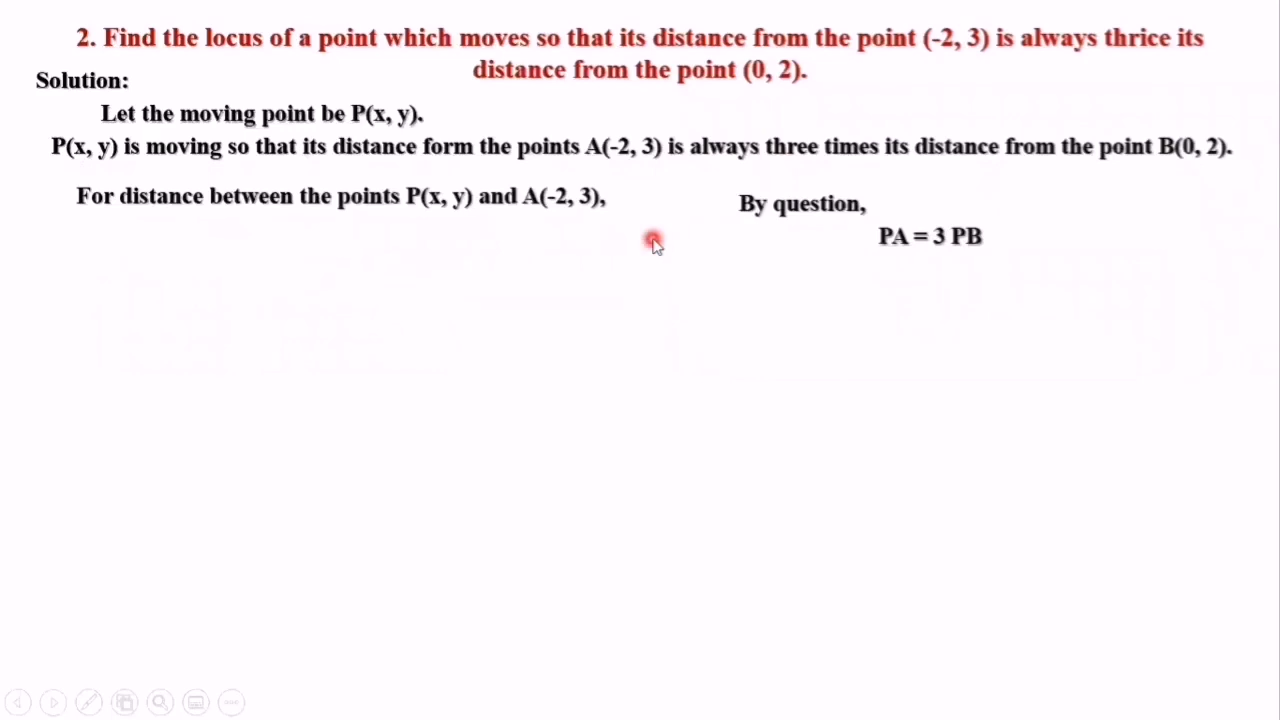 2. Find the locus of a point which moves so that its distance from the point (-2, 3) is always thrice its
distance from the point (0, 2).
Solution:
Let the moving point be P(x, y).
P(x, y) is moving so that its distance form the points A(-2, 3) is always three times its distance from the point B(0, 2).
For distance between the points P(x, y) and A(-2, 3),
By question,
PA = 3 PB